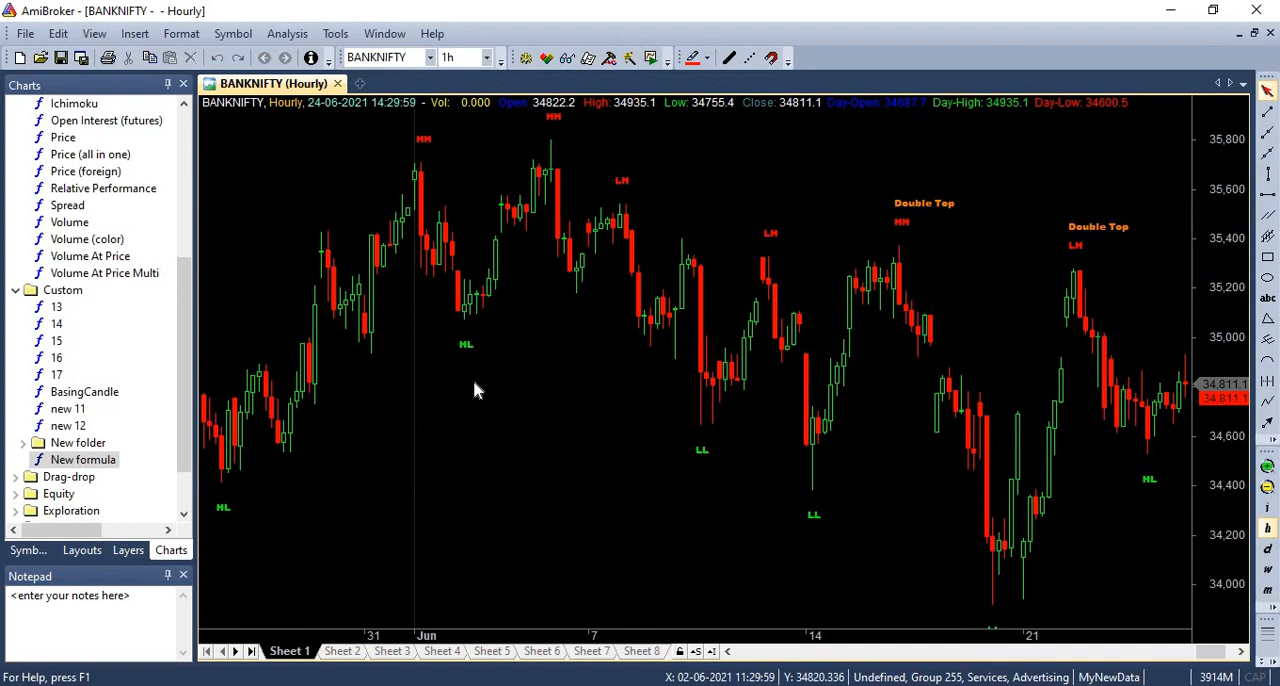 AmiBroker - [BANKNIFTY - - Hourly]
File Edit View Insert Format Symbol Analysis Tools Window Help
BANKNIFTY 1h
abc
Charts
Ichimoku
Open Interest (futures)
Price
Price (all in one)
Price (foreign)
Relative Performance
Spread
Volume
Volume (color)
Volume At Price
Volume At Price Multi
Custom
13
14
15
16
17
BasingCandle
new 11
new 12
New folder
New formula
Drag-drop
Equity
Exploration
Symb... Layouts Layers Charts
Notepad
<enter your notes here>
BANKNIFTY (Hourly)
BANKNIFTY, Hourly, 24-06-2021 14:29:59 - Vol: 0.000 Open: 34822.2 High: 34935.1 Low: 34755.4 Close: 34811.1 Day-Open: 34687.7 Day-High: 34935.1 Day-Low: 34600.5
HH
HH
LH
Double Top
HH
Double Top
LH
LH
HL
LL
HL
HL
LL
35,800
35,600
35,400
35,200
35,000
34,811.1
34,811.1
34,600
34,400
34,200
34,000
31 Jun 7 14 21
Sheet 1 Sheet 2 Sheet 3 Sheet 4 Sheet 5 Sheet 6 Sheet 7 Sheet 8
i
h
d
w
m
For Help, press F1
X: 02-06-2021 11:29:59 Y: 34820.336 Undefined, Group 255, Services, Advertising MyNewData 3914M CAP